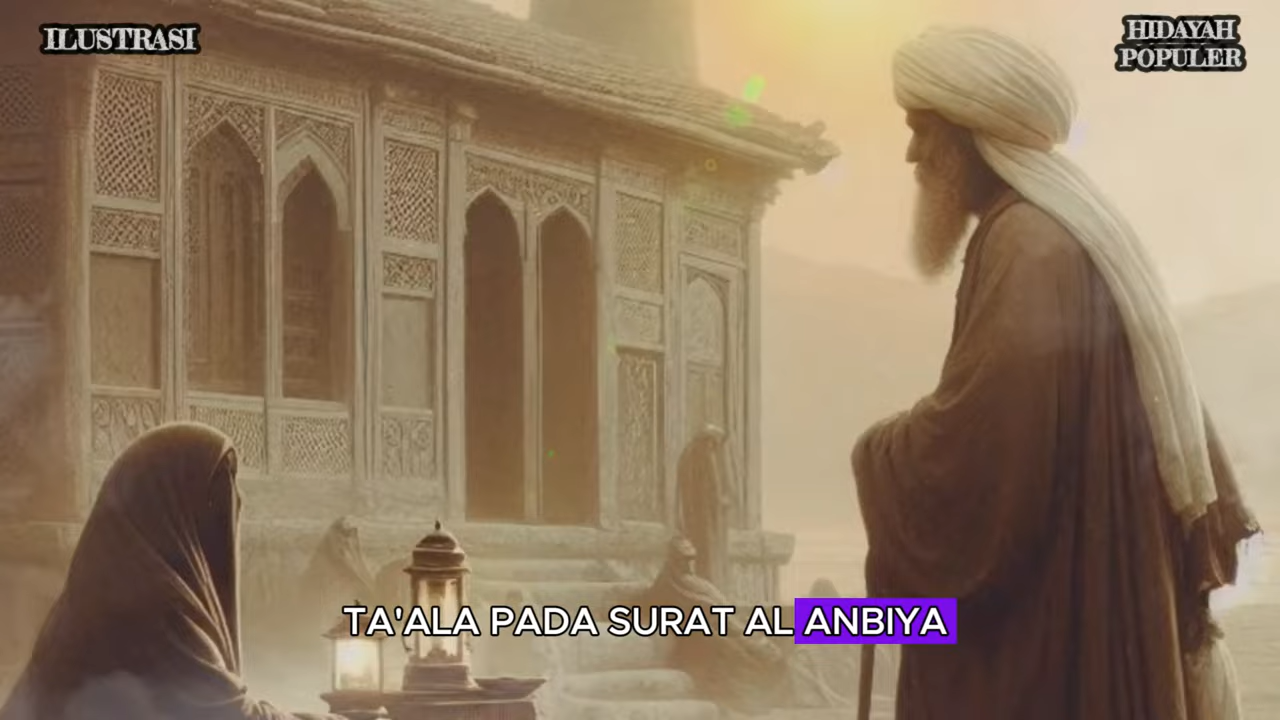 ILUSTRASI
HIDAYAH
POPULER
TA'ALA PADA SURAT AL ANBIYA